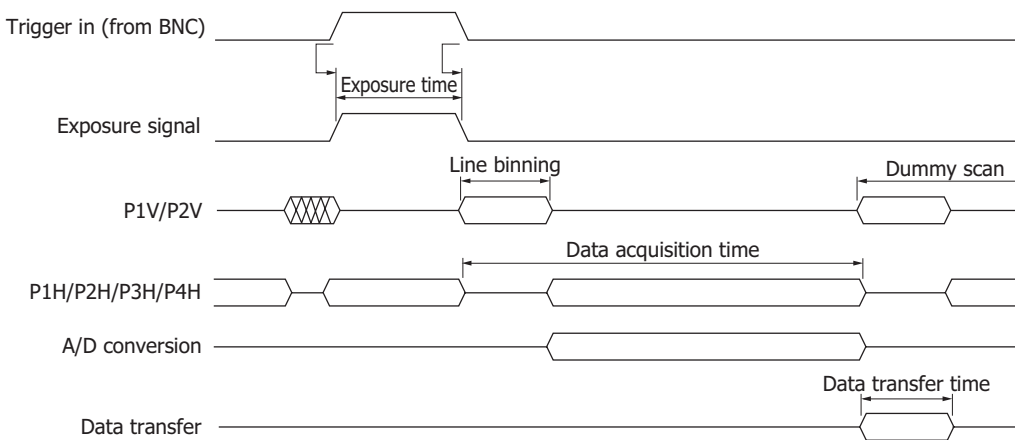 Trigger in (from BNC)
Exposure time
Exposure signal
Line binning
Dummy scan
P1V/P2V
Data acquisition time
P1H/P2H/P3H/P4H
A/D conversion
Data transfer time
Data transfer